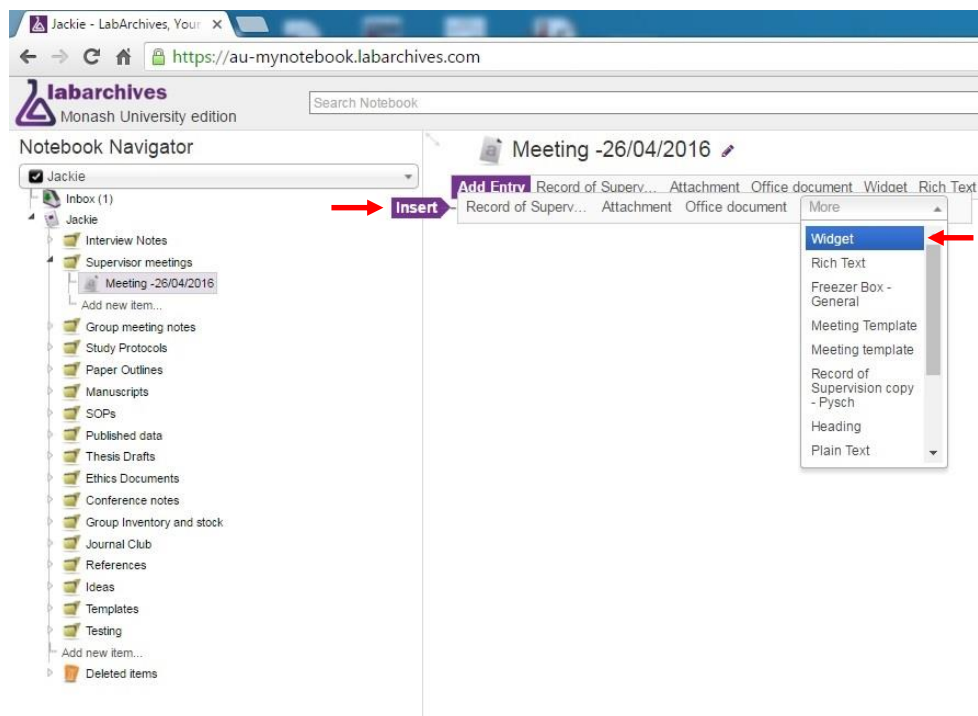 Jackie - LabArchives, Your
https://au-mynotebook.labarchives.com
labarchives
Monash University edition
Search Notebook
Notebook Navigator
Jackie
Inbox (1)
Jackie
Interview Notes
Supervisor meetings
Meeting -26/04/2016
Add new item...
Group meeting notes
Study Protocols
Paper Outlines
Manuscripts
SOPs
Published data
Thesis Drafts
Ethics Documents
Conference notes
Group Inventory and stock
Journal Club
References
Ideas
Templates
Testing
Add new item...
Deleted items
Meeting -26/04/2016
Add Entry Record of Superv... Attachment Office document Widget Rich Text
Insert Record of Superv... Attachment Office document More
Widget
Rich Text
Freezer Box -
General
Meeting Template
Meeting template
Record of
Supervision copy
- Pysch
Heading
Plain Text